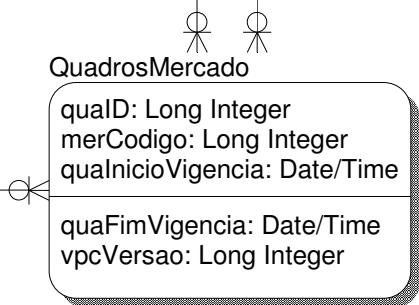 QuadrosMercado
quaID: Long Integer
merCodigo: Long Integer
quaInicioVigencia: Date/Time
quaFimVigencia: Date/Time
vpcVersao: Long Integer